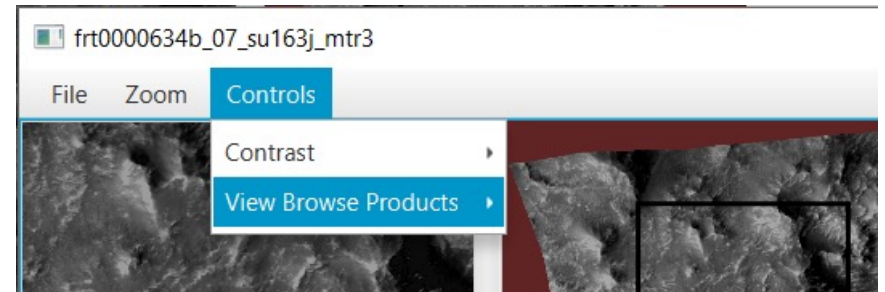 frt0000634b_07_su163j_mtr3
File Zoom Controls
Contrast
View Browse Products